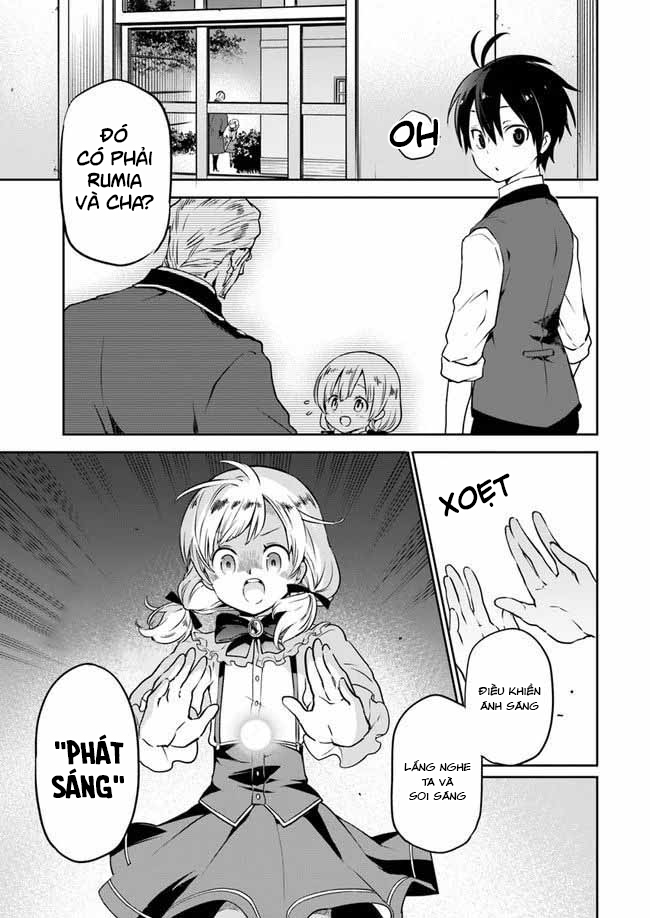 OH
ĐÓ
CÓ PHẢI
RUMIA
VÀ CHA?
XOẸT
ĐIỀU KHIỂN
ÁNH SÁNG
LẮNG NGHE
TA VÀ
SOI SÁNG
"PHÁT
SÁNG"